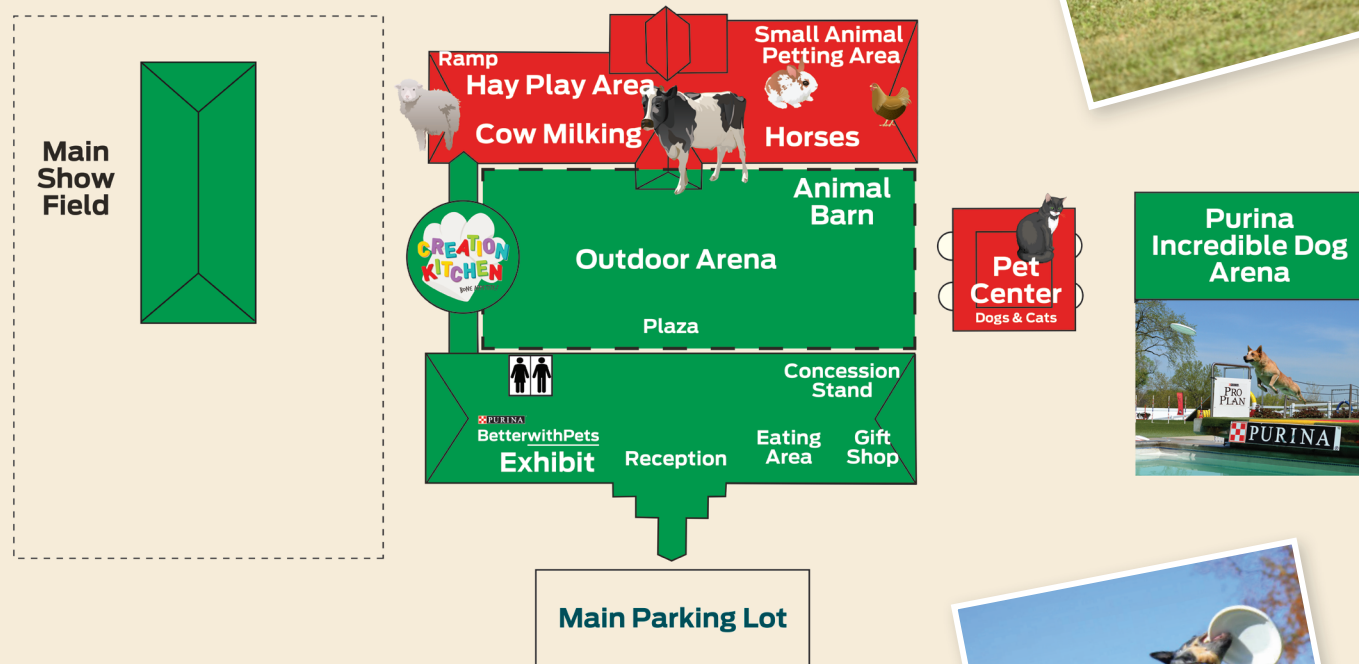 Ramp
Hay Play Area
Cow Milking
Small Animal
Petting Area
Horses
Main
Show
Field
Animal
Barn
CREATION
KITCHEN
Outdoor Arena
Plaza
Pet
Center
Dogs & Cats
Purina
Incredible Dog
Arena
PRO
PLAN
PURINA
Concession
Stand
PURINA
BetterwithPets
Exhibit
Reception
Eating
Area
Gift
Shop
Main Parking Lot